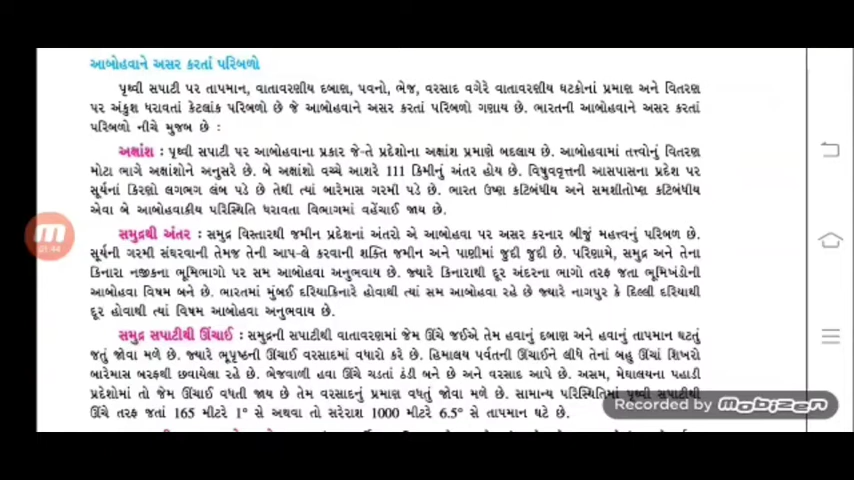 આબોહવાને અસર કરતાં પરિબળો
પૃથ્વી સપાટી પર તાપમાન, વાતાવરણીય દબાણ, પવનો, ભેજ, વરસાદ વગેરે વાતાવરણીય ઘટકોનાં પ્રમાણ અને વિતરણ
પર અંકુશ ધરાવતાં કેટલાંક પરિબળો છે જે આબોહવાને અસર કરતાં પરિબળો ગણાય છે. ભારતની આબોહવાને અસર કરતાં
પરિબળો નીચે મુજબ છે :
અક્ષાંશ : પૃથ્વી સપાટી પર આબોહવાના પ્રકાર જે-તે પ્રદેશોના અક્ષાંશ પ્રમાણે બદલાય છે. આબોહવામાં તત્ત્વોનું વિતરણ
મોટા ભાગે અક્ષાંશોને અનુસરે છે. બે અક્ષાંશો વચ્ચે આશરે 111 કિમીનું અંતર હોય છે. વિષુવવૃત્તની આસપાસના પ્રદેશ પર
સૂર્યનાં કિરણો લગભગ લંબ પડે છે તેથી ત્યાં બારેમાસ ગરમી પડે છે. ભારત ઉષ્ણ કટિબંધીય અને સમશીતોષ્ણ કટિબંધીય
એવા બે આબોહવાકીય પરિસ્થિતિ ધરાવતા વિભાગમાં વહેંચાઈ જાય છે.
સમુદ્રથી અંતર : સમુદ્ર વિસ્તારથી જમીન પ્રદેશનાં અંતરો એ આબોહવા પર અસર કરનાર બીજું મહત્ત્વનું પરિબળ છે.
સૂર્યની ગરમી સંઘરવાની તેમજ તેની આપ-લે કરવાની શક્તિ જમીન અને પાણીમાં જુદી જુદી છે. પરિણામે, સમુદ્ર અને તેના
કિનારા નજીકના ભૂમિભાગો પર સમ આબોહવા અનુભવાય છે. જ્યારે કિનારાથી દૂર અંદરના ભાગો તરફ જતા ભૂમિખંડોની
આબોહવા વિષમ બને છે. ભારતમાં મુંબઈ દરિયાકિનારે હોવાથી ત્યાં સમ આબોહવા રહે છે જ્યારે નાગપુર કે દિલ્લી દરિયાથી
દૂર હોવાથી ત્યાં વિષમ આબોહવા અનુભવાય છે.
સમુદ્ર સપાટીથી ઊંચાઈ : સમુદ્રની સપાટીથી વાતાવરણમાં જેમ ઊંચે જઈએ તેમ હવાનું દબાણ અને હવાનું તાપમાન ઘટતું
જતું જોવા મળે છે. જ્યારે ભૂપૃષ્ઠની ઊંચાઈ વરસાદમાં વધારો કરે છે. હિમાલય પર્વતની ઊંચાઈને લીધે તેનાં બહુ ઊંચાં શિખરો
બારેમાસ બરફથી છવાયેલા રહે છે. ભેજવાળી હવા ઊંચે ચડતાં ઠંડી બને છે અને વરસાદ આપે છે. અસમ, મેઘાલયના પહાડી
પ્રદેશોમાં તો જેમ ઊંચાઈ વધતી જાય છે તેમ વરસાદનું પ્રમાણ વધતું જોવા મળે છે. સામાન્ય પરિસ્થિતિમાં પૃથ્વી સપાટીથી
ઊંચે તરફ જતાં 165 મીટરે 1° સે અથવા તો સરેરાશ 1000 મીટરે 6.5° સે તાપમાન ઘટે છે.
01:44
Recorded by mobizen